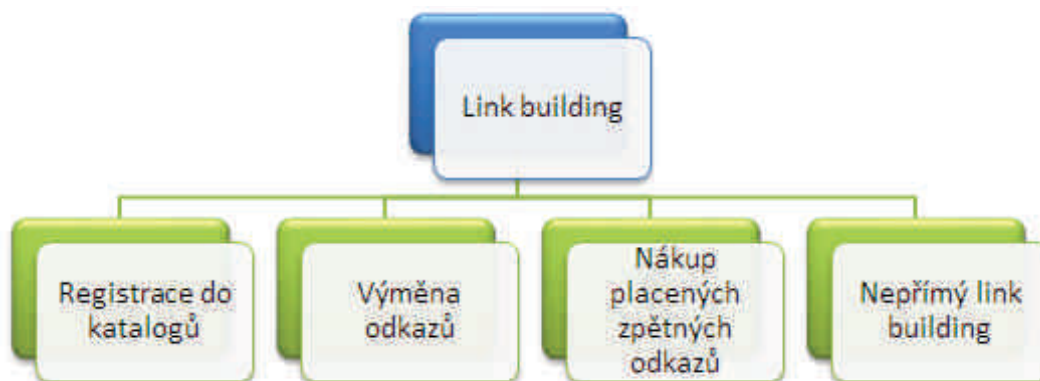 Link building
Registrace do
katalogů
Výměna
odkazů
Nákup
placených
zpětných
odkazů
Nepřímý link
building